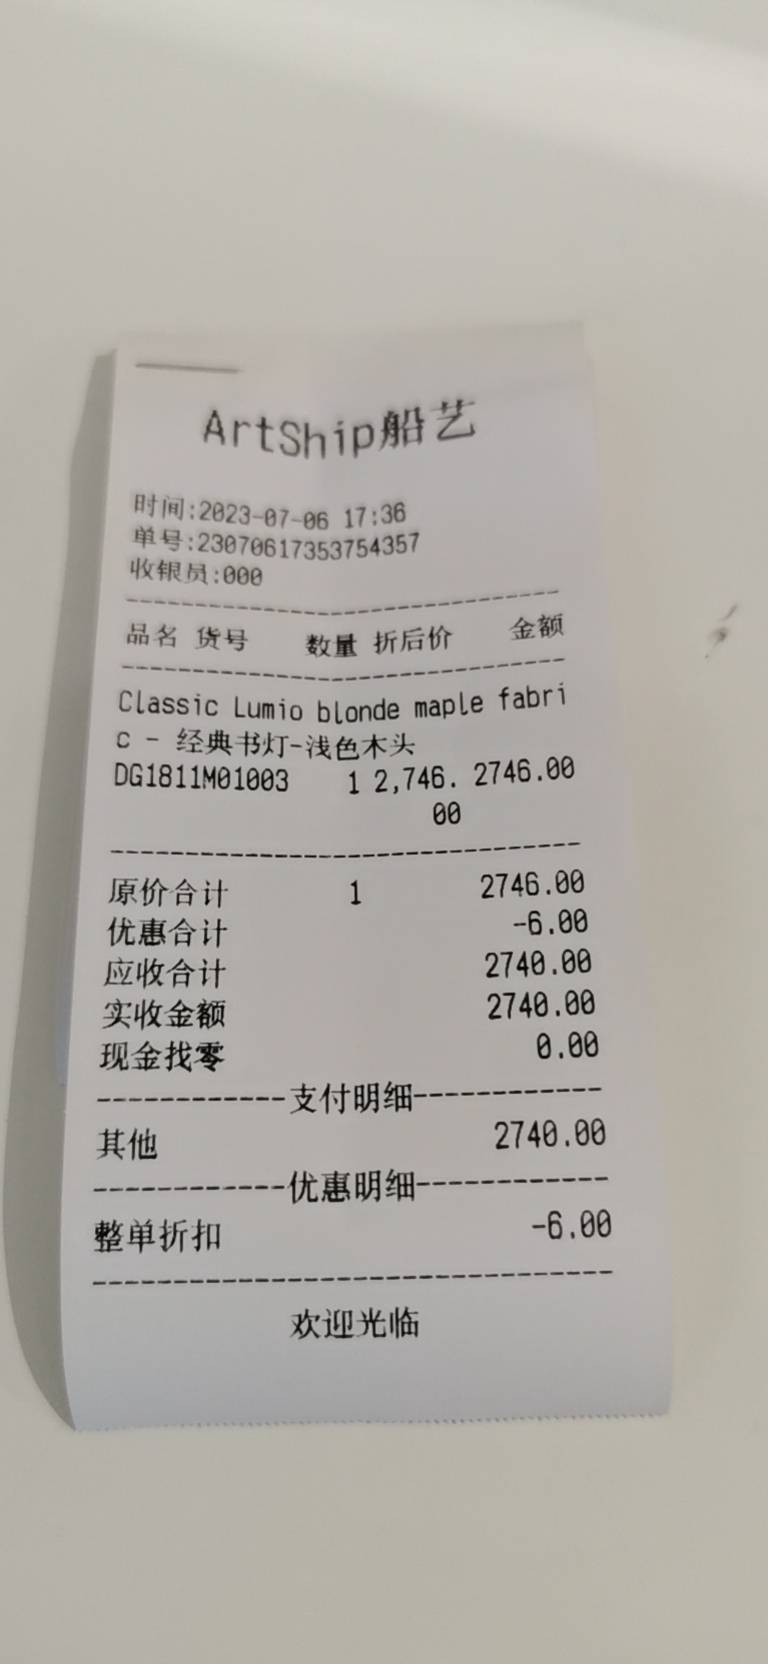 ArtShip船艺
时间:2023-07-06 17:36
单号:23070617353754357
收银员:000
品名 货号 数量 折后价 金额
Classic Lumio blonde maple fabri
c - 经典书灯-浅色木头
DG1811M01003 1 2,746. 2746.00
00
原价合计 1 2746.00
优惠合计 -6.00
应收合计 2740.00
实收金额 2740.00
现金找零 0.00
------------支付明细------------
其他 2740.00
------------优惠明细------------
整单折扣 -6.00
欢迎光临